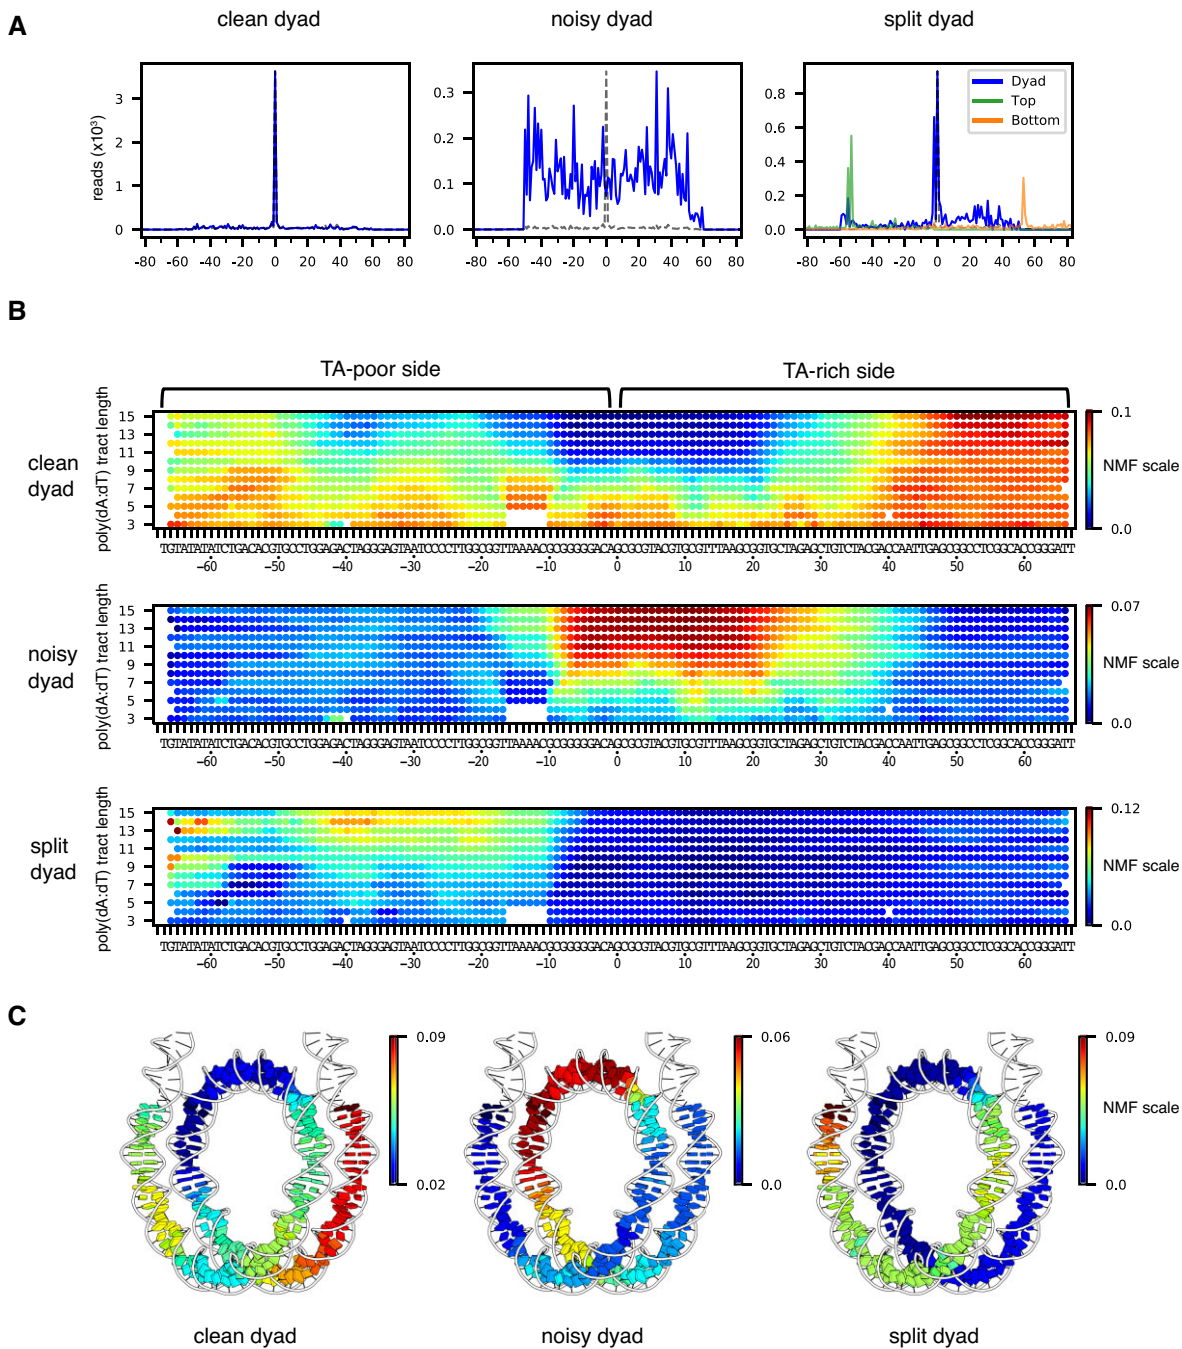 A
clean dyad
noisy dyad
split dyad
reads (x10³)
3
2
1
0
-80 -60 -40 -20 0 20 40 60 80
0.3
0.2
0.1
0.0
-80 -60 -40 -20 0 20 40 60 80
0.8
0.6
0.4
0.2
0.0
Dyad
Top
Bottom
-80 -60 -40 -20 0 20 40 60 80
B
TA-poor side
TA-rich side
clean
dyad
poly(dA:dT) tract length
15
13
11
9
7
5
3
0.1
NMF scale
0.0
TGTATATATCTGACACGTGCCTGGAGACTAGGGAGTAATCCCCTTGGCGGTTAAAACGCGGGGGACAGCGCGTACGTGCGTTTAAGCGGTGCTAGAGCTGTCTACGACCAATTGAGCGGCCTCGGCACCGGGATT
−60 −50 −40 −30 −20 −10 0 10 20 30 40 50 60
noisy
dyad
poly(dA:dT) tract length
15
13
11
9
7
5
3
0.07
NMF scale
0.0
TGTATATATCTGACACGTGCCTGGAGACTAGGGAGTAATCCCCTTGGCGGTTAAAACGCGGGGGACAGCGCGTACGTGCGTTTAAGCGGTGCTAGAGCTGTCTACGACCAATTGAGCGGCCTCGGCACCGGGATT
−60 −50 −40 −30 −20 −10 0 10 20 30 40 50 60
split
dyad
poly(dA:dT) tract length
15
13
11
9
7
5
3
0.12
NMF scale
0.0
TGTATATATCTGACACGTGCCTGGAGACTAGGGAGTAATCCCCTTGGCGGTTAAAACGCGGGGGACAGCGCGTACGTGCGTTTAAGCGGTGCTAGAGCTGTCTACGACCAATTGAGCGGCCTCGGCACCGGGATT
−60 −50 −40 −30 −20 −10 0 10 20 30 40 50 60
C
0.09
0.02
0.06
0.0
0.09
NMF scale
0.0
clean dyad
noisy dyad
split dyad